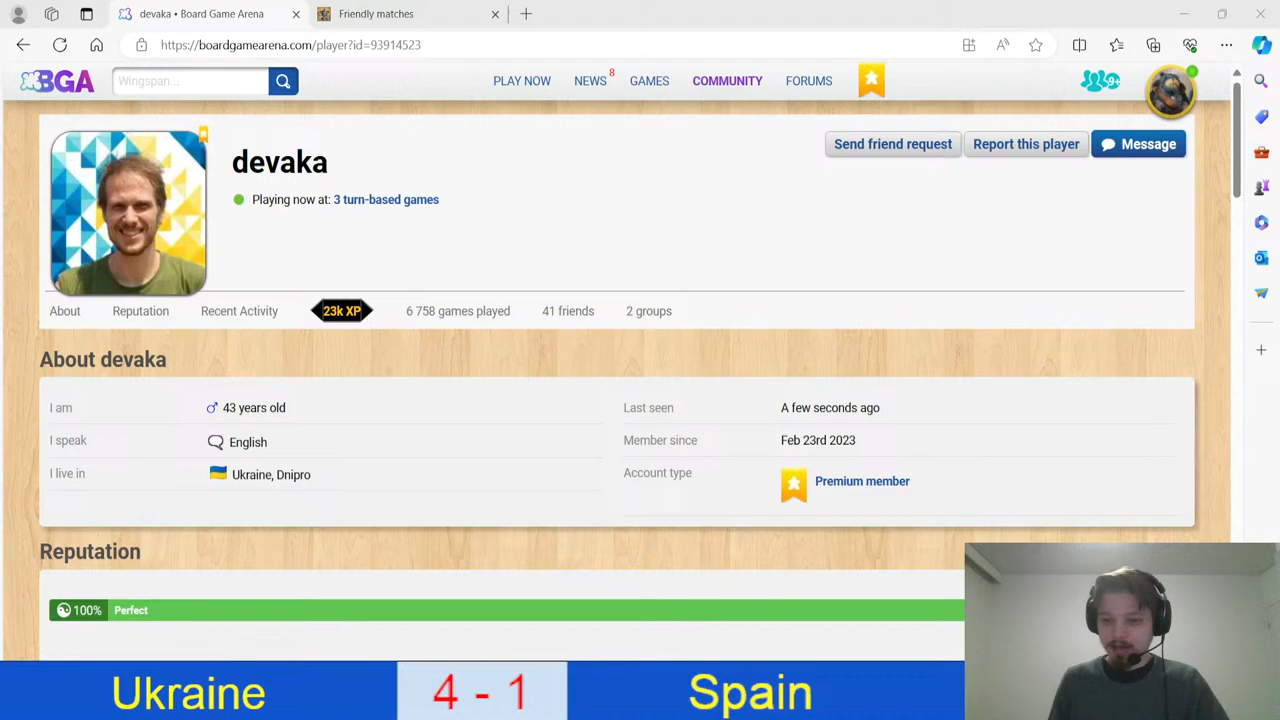 devaka • Board Game Arena
Friendly matches
https://boardgamearena.com/player?id=93914523
BGA
Wingspan...
PLAY NOW
NEWS
8
GAMES
COMMUNITY
FORUMS
9+
devaka
Playing now at: 3 turn-based games
Send friend request
Report this player
Message
About
Reputation
Recent Activity
23k XP
6 758 games played
41 friends
2 groups
About devaka
I am
43 years old
I speak
English
I live in
Ukraine, Dnipro
Last seen
A few seconds ago
Member since
Feb 23rd 2023
Account type
Premium member
Reputation
100%
Perfect
Ukraine
4 - 1
Spain